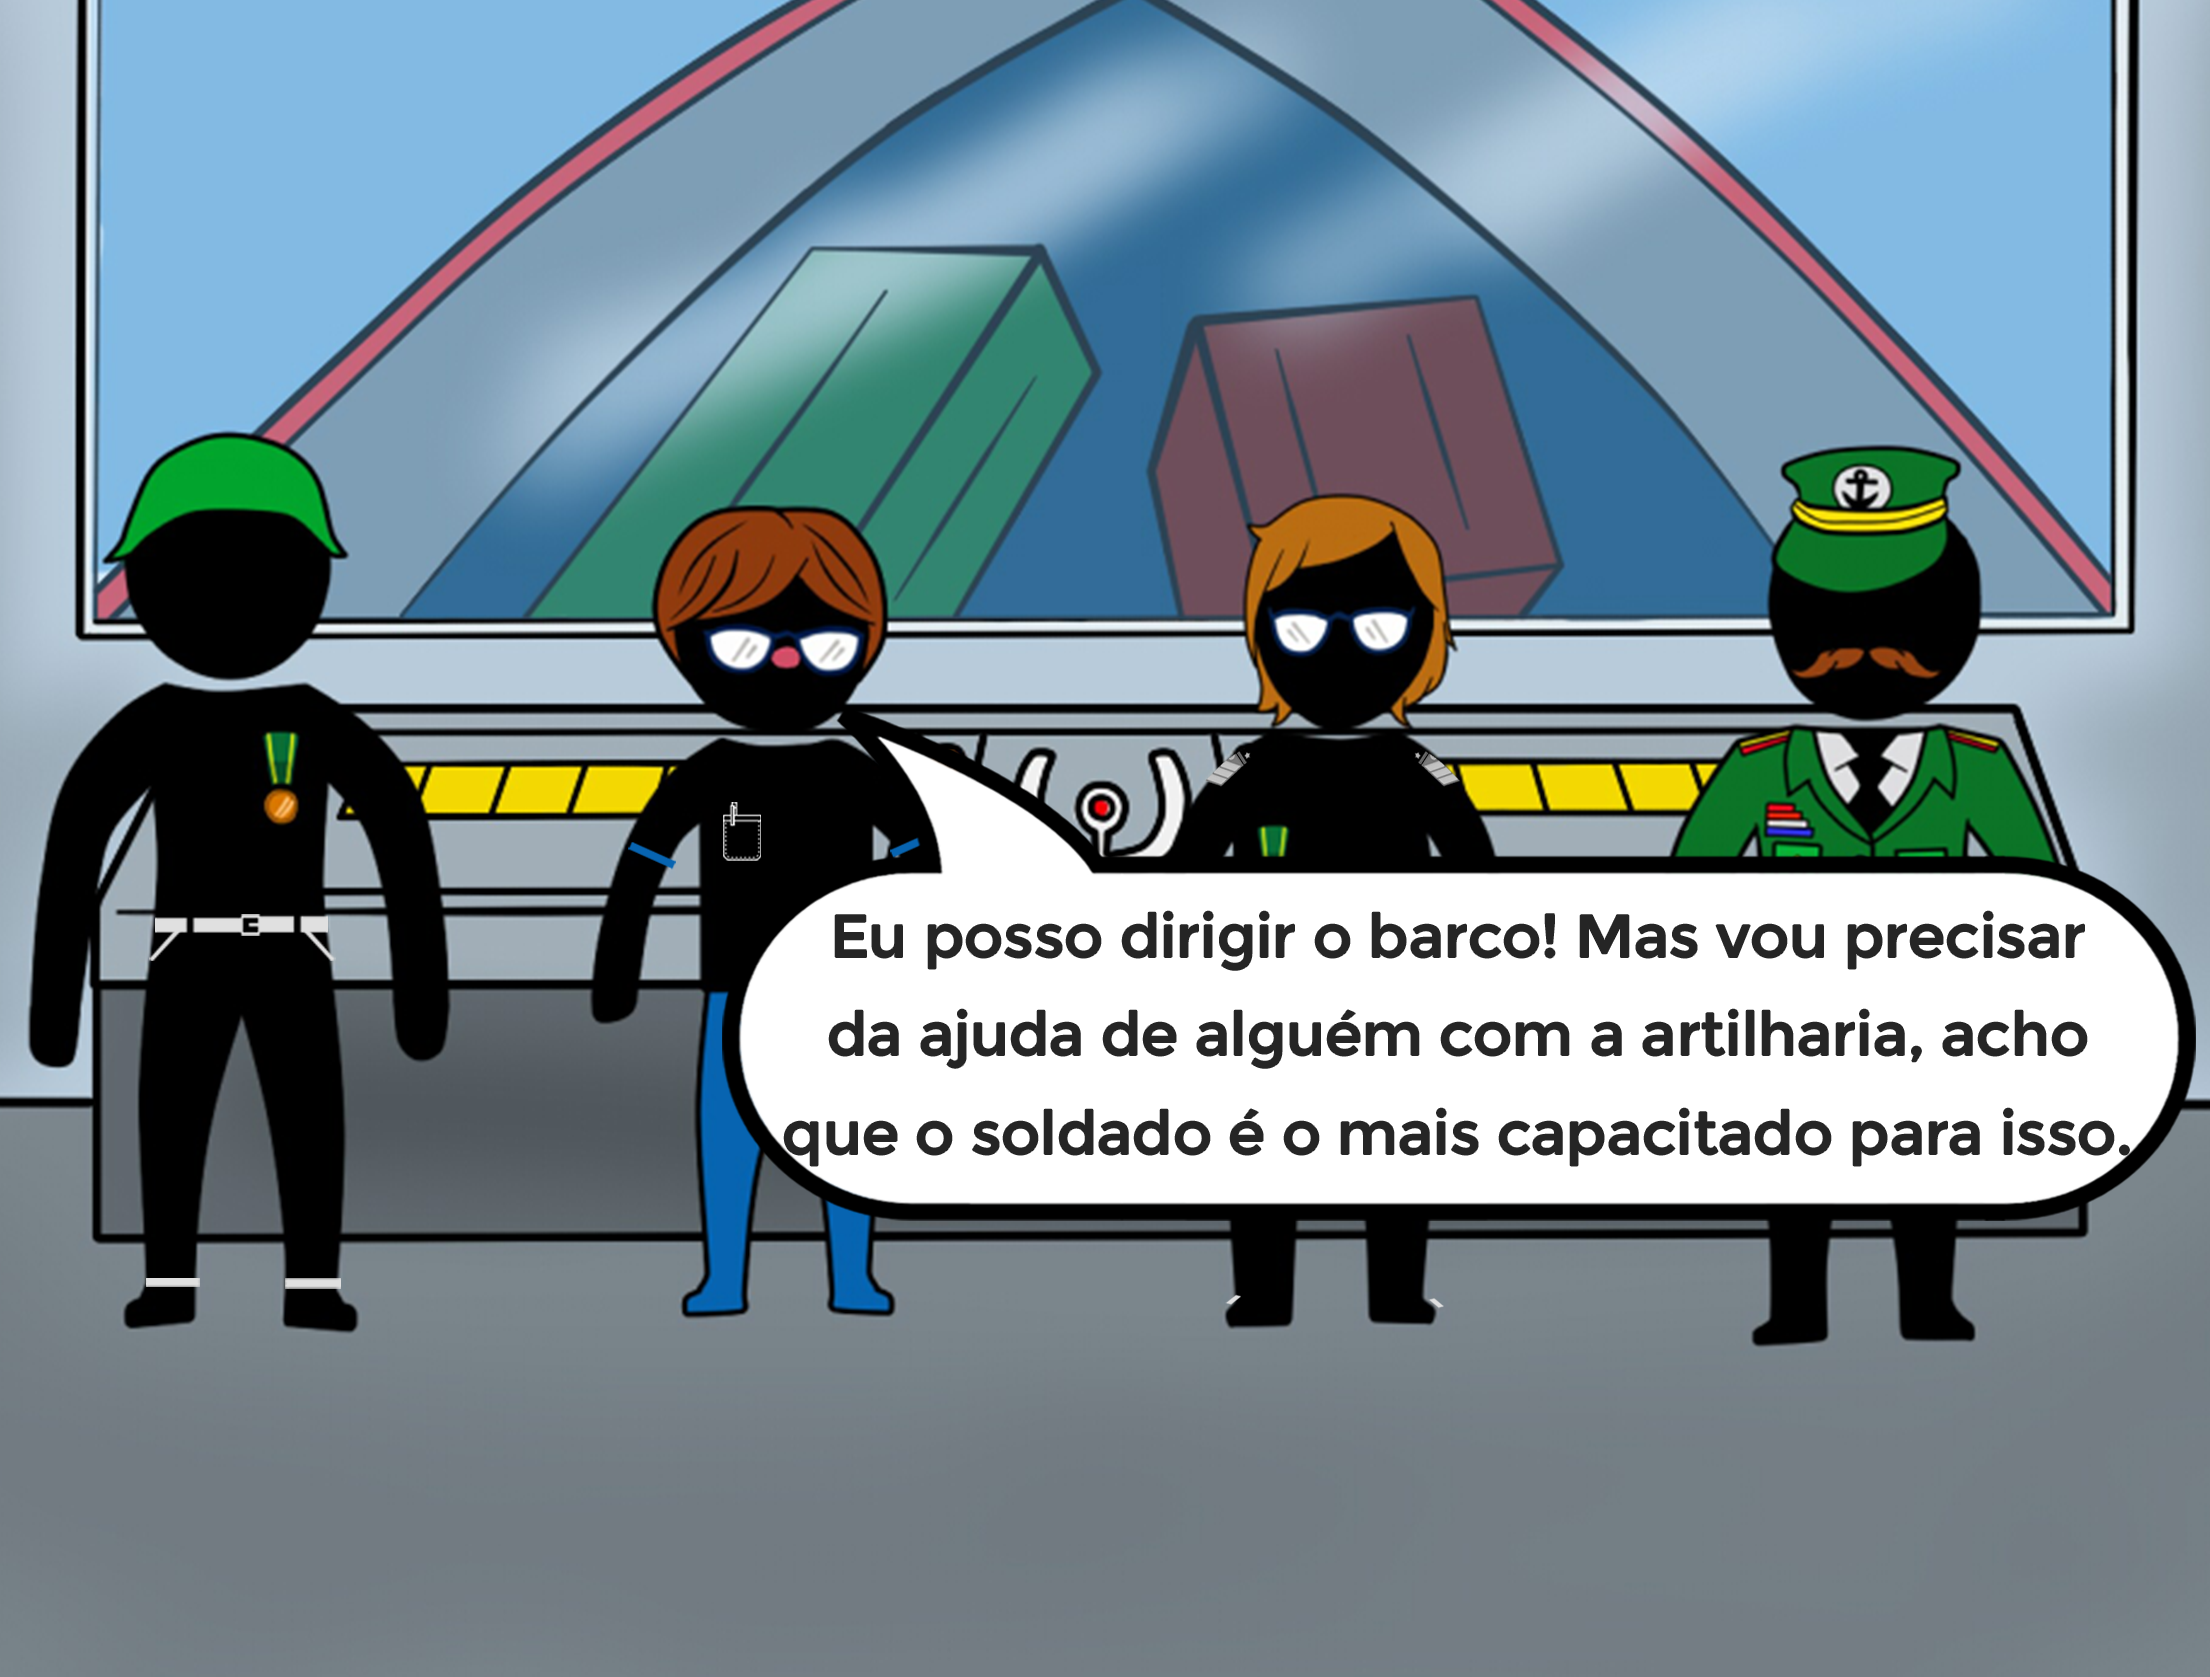 Eu posso dirigir o barco! Mas vou precisar
da ajuda de alguém com a artilharia, acho
que o soldado é o mais capacitado para isso.